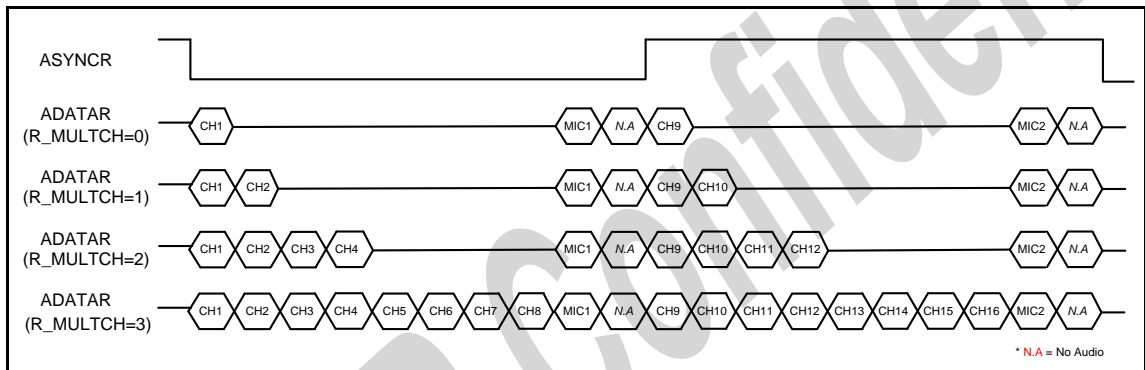 ASYNCR
ADATAR
(R_MULTCH=0)
CH1 MIC1 N.A CH9 MIC2 N.A
ADATAR
(R_MULTCH=1)
CH1 CH2 MIC1 N.A CH9 CH10 MIC2 N.A
ADATAR
(R_MULTCH=2)
CH1 CH2 CH3 CH4 MIC1 N.A CH9 CH10 CH11 CH12 MIC2 N.A
ADATAR
(R_MULTCH=3)
CH1 CH2 CH3 CH4 CH5 CH6 CH7 CH8 MIC1 N.A CH9 CH10 CH11 CH12 CH13 CH14 CH15 CH16 MIC2 N.A
* N.A = No Audio